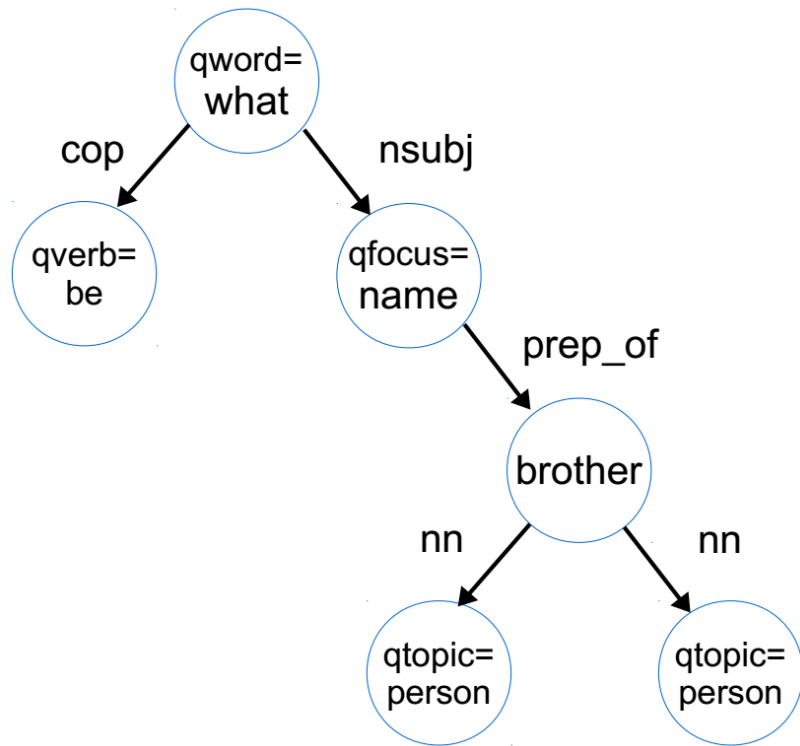 qword=
what
cop
nsubj
qverb=
be
qfocus=
name
prep_of
brother
nn
nn
qtopic=
person
qtopic=
person